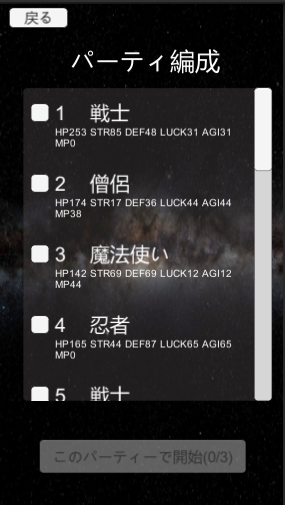 戻る
パーティ編成
1 戦士
HP253 STR85 DEF48 LUCK31 AGI31
MP0
2 僧侶
HP174 STR17 DEF36 LUCK44 AGI44
MP38
3 魔法使い
HP142 STR69 DEF69 LUCK12 AGI12
MP44
4 忍者
HP165 STR44 DEF87 LUCK65 AGI65
MP0
5 戦士
このパーティーで開始(0/3)